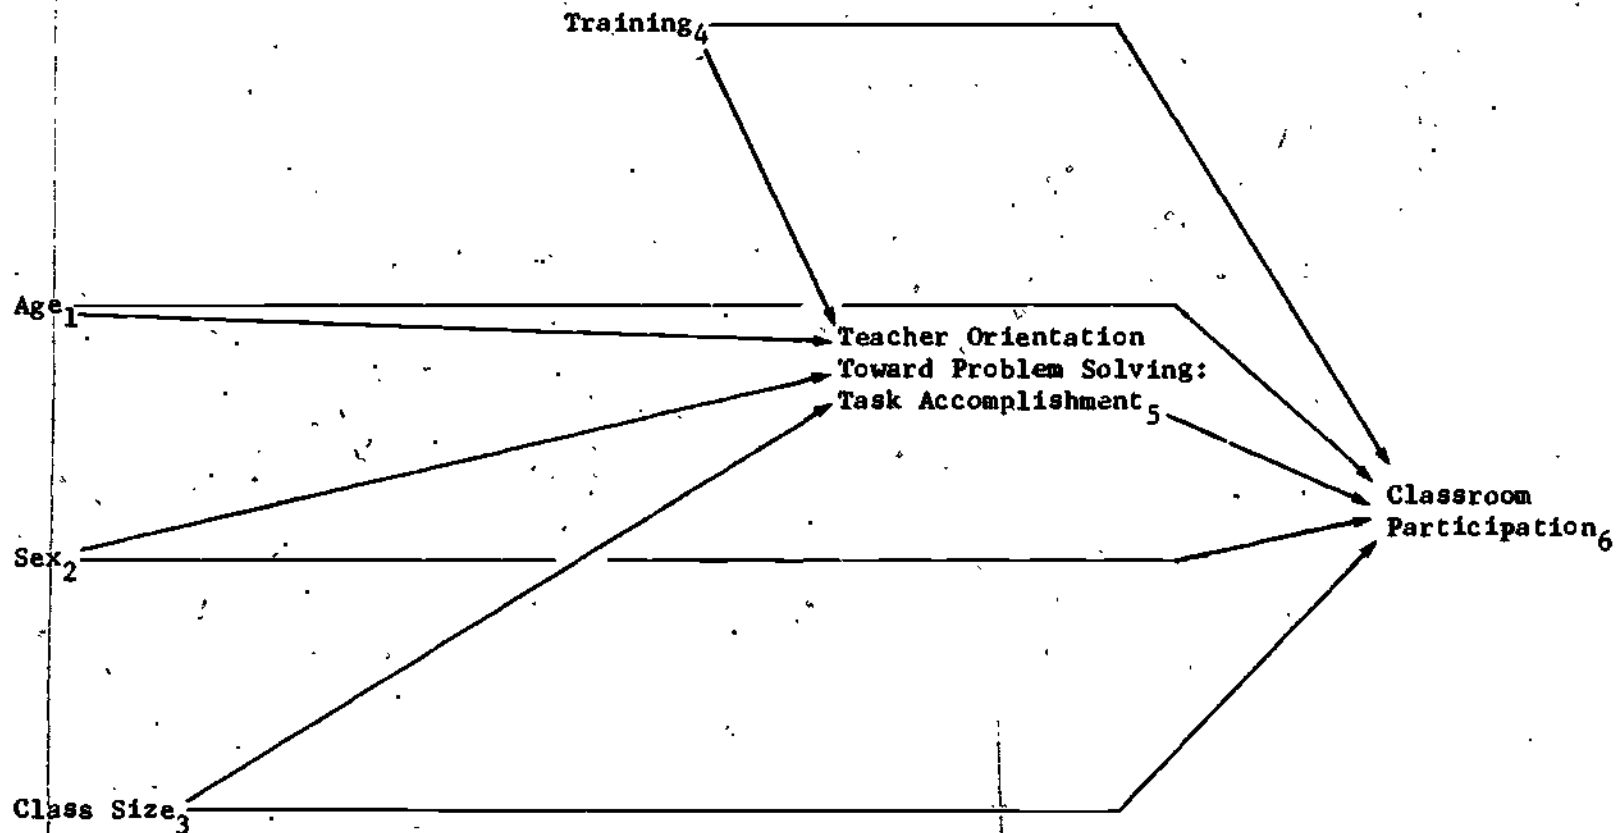 Training4
Age1
Teacher Orientation
Toward Problem Solving:
Task Accomplishment5
Classroom
Participation6
Sex2
Class Size3